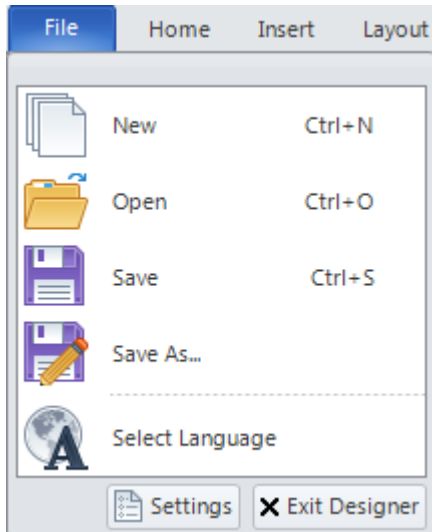 File Home Insert Layout
New Ctrl+N
Open Ctrl+O
Save Ctrl+S
Save As...
Select Language
Settings Exit Designer